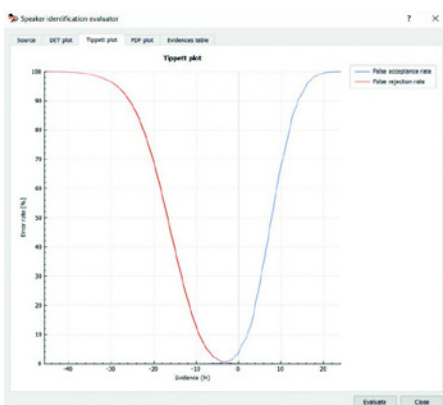 Speaker identification evaluator
Source DET plot Tippett plot PDF plot Evidences table
Tippett plot
False acceptance rate
False rejection rate
100
90
80
70
60
50
40
30
20
10
0
Error rate [%]
-40 -30 -20 -10 0 10 20
Evidence [H]
Evaluate Close